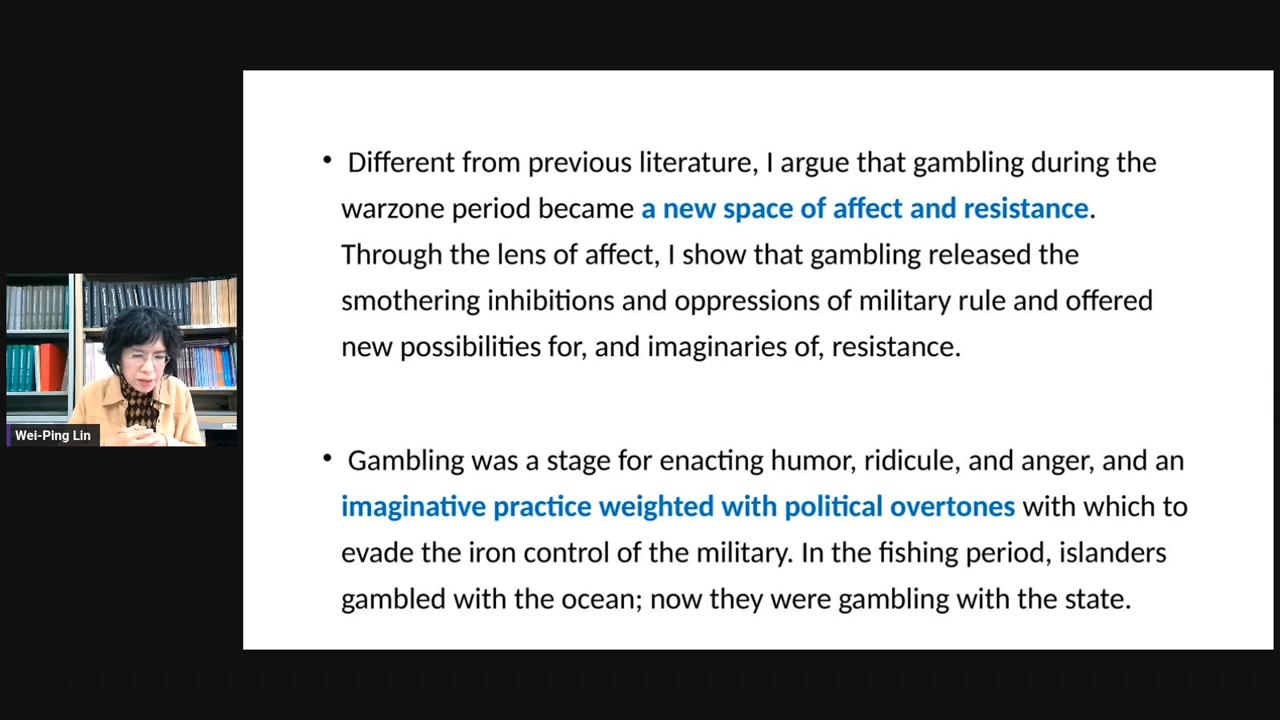 • Different from previous literature, I argue that gambling during the
warzone period became a new space of affect and resistance.
Through the lens of affect, I show that gambling released the
smothering inhibitions and oppressions of military rule and offered
new possibilities for, and imaginaries of, resistance.
• Gambling was a stage for enacting humor, ridicule, and anger, and an
imaginative practice weighted with political overtones with which to
evade the iron control of the military. In the fishing period, islanders
gambled with the ocean; now they were gambling with the state.
Wei-Ping Lin